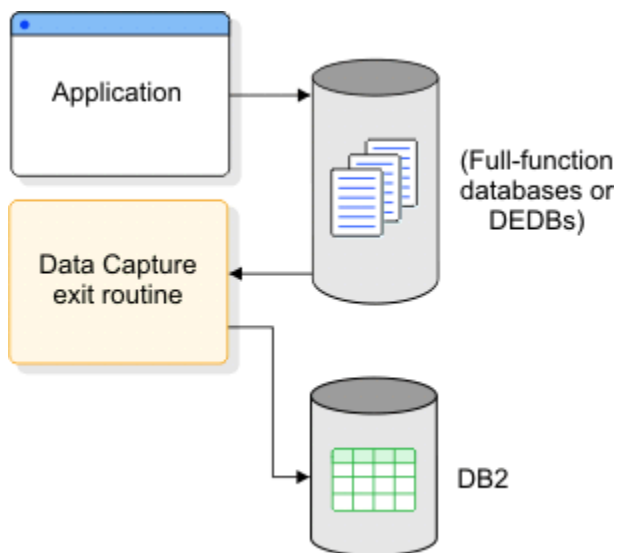 Application
(Full-function
databases or
DEDBs)
Data Capture
exit routine
DB2